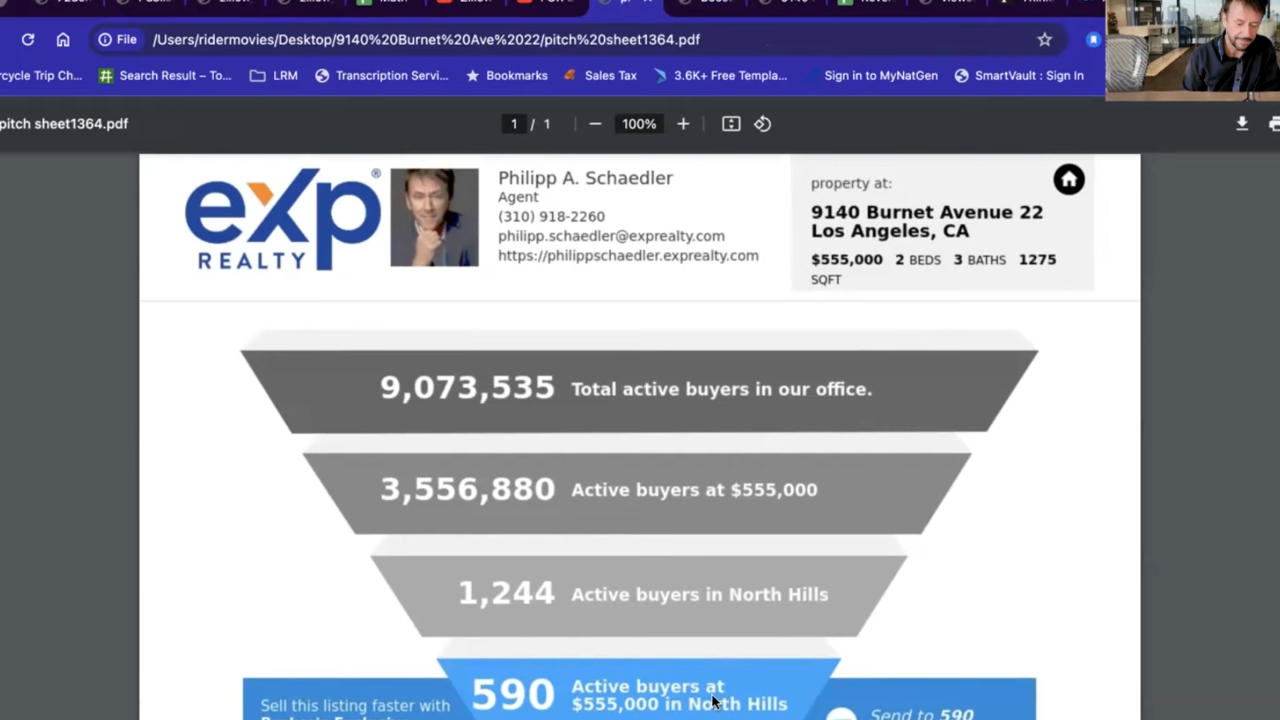 File
/Users/ridermovies/Desktop/9140%20Burnet%20Ave%2022/pitch%20sheet1364.pdf
rcycle Trip Ch...
Search Result – To...
LRM
Transcription Servi...
Bookmarks
Sales Tax
3.6K+ Free Templa...
Sign in to MyNatGen
SmartVault : Sign In
pitch sheet1364.pdf
1 / 1
100%
exp®
REALTY
Philipp A. Schaedler
Agent
(310) 918-2260
philipp.schaedler@exprealty.com
https://philippschaedler.exprealty.com
property at:
9140 Burnet Avenue 22
Los Angeles, CA
$555,000 2 BEDS 3 BATHS 1275
SQFT
9,073,535 Total active buyers in our office.
3,556,880 Active buyers at $555,000
1,244 Active buyers in North Hills
590 Active buyers at
$555,000 in North Hills
Sell this listing faster with
Send to 590